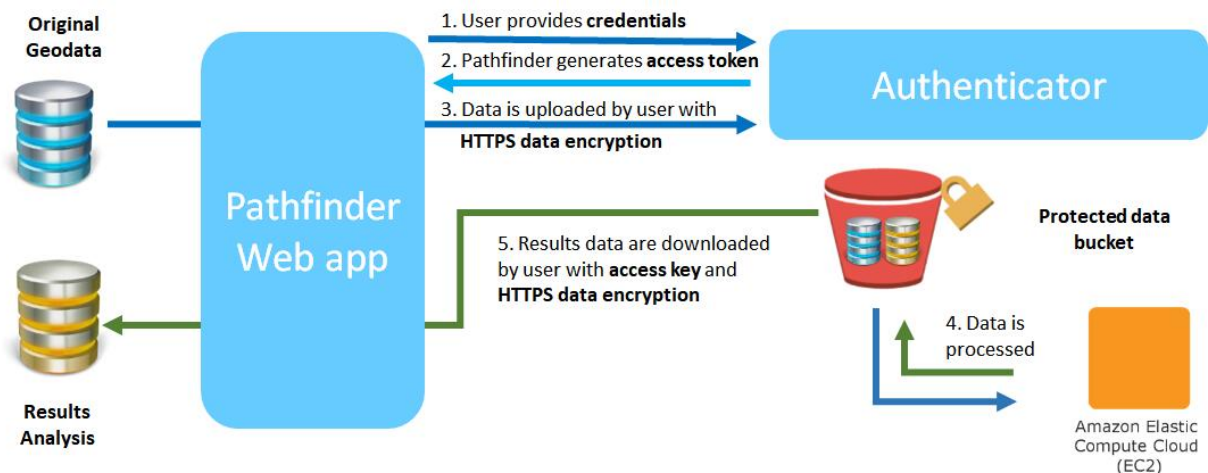 Original
Geodata
1. User provides credentials
2. Pathfinder generates access token
3. Data is uploaded by user with
HTTPS data encryption
Authenticator
Pathfinder
Web app
Protected data
bucket
5. Results data are downloaded
by user with access key and
HTTPS data encryption
4. Data is
processed
Results
Analysis
Amazon Elastic
Compute Cloud
(EC2)